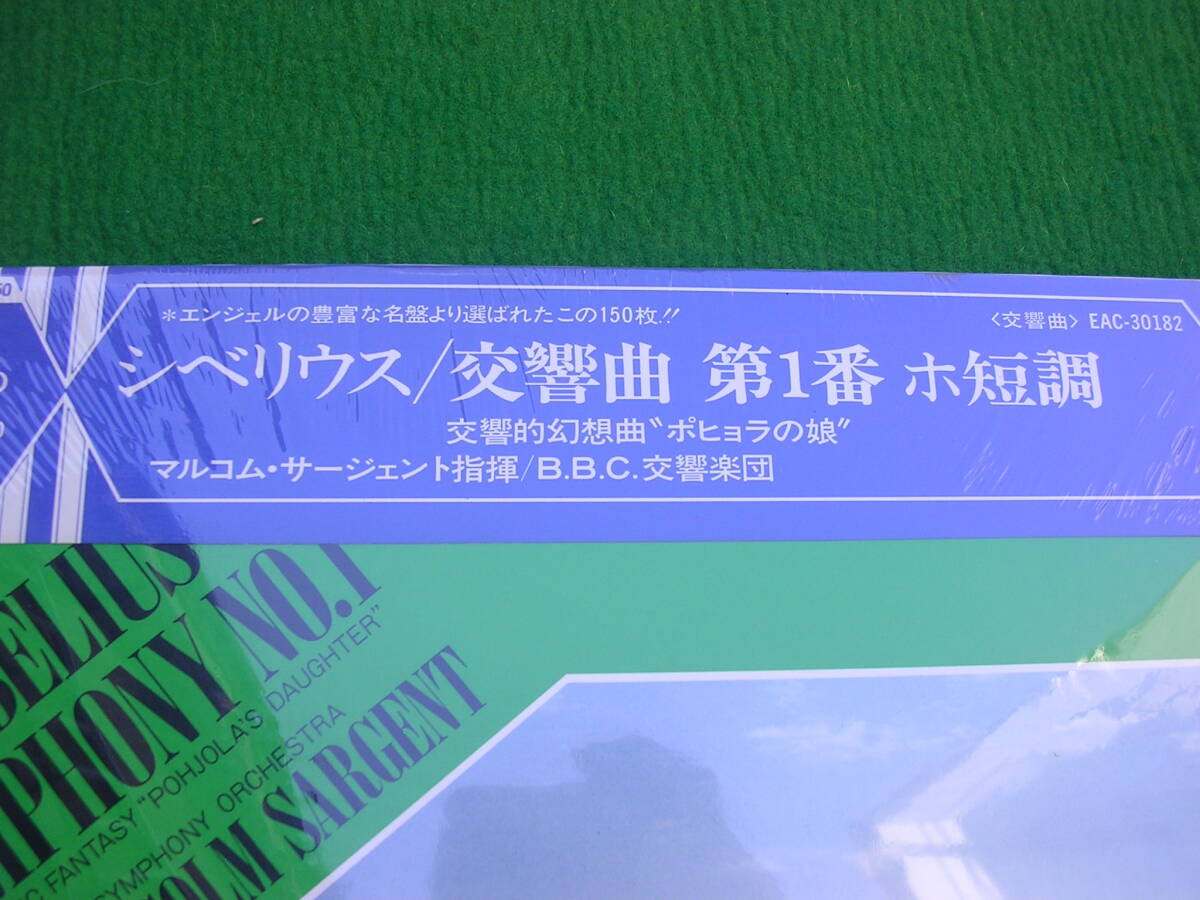 *エンジェルの豊富な名盤より選ばれたこの150枚!!
〈交響曲〉 EAC-30182
シベリウス/交響曲 第1番 ホ短調
交響的幻想曲〝ポヒョラの娘〟
マルコム・サージェント指揮/B.B.C.交響楽団
NO.1
"POHJOLA'S DAUGHTER"
FANTASY
SYMPHONY ORCHESTRA
SARGENT